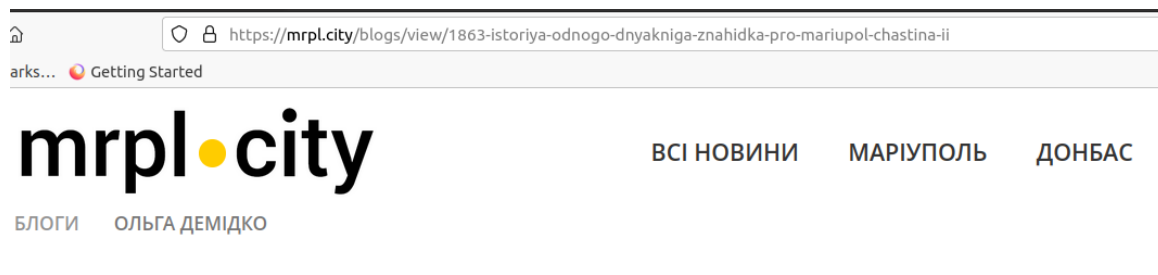 https://mrpl.city/blogs/view/1863-istoriya-odnogo-dnyakniga-znahidka-pro-mariupol-chastina-ii
arks... Getting Started
mrpl•city
ВСІ НОВИНИ МАРІУПОЛЬ ДОНБАС
БЛОГИ ОЛЬГА ДЕМІДКО